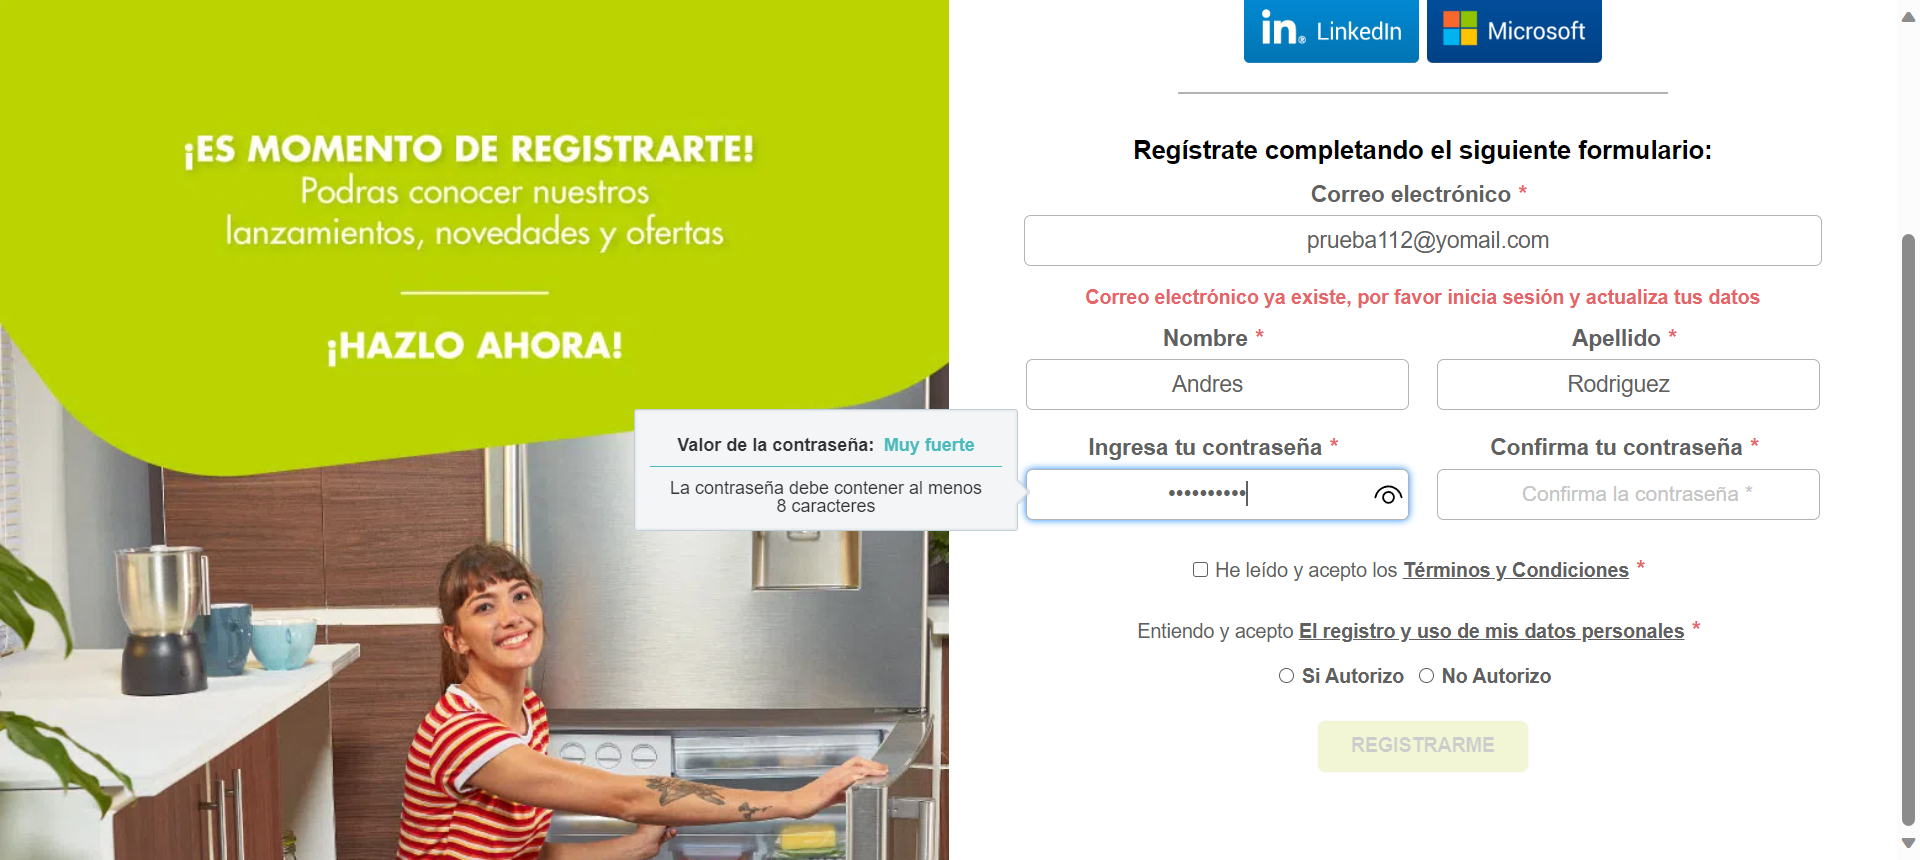 ¡ES MOMENTO DE REGISTRARTE!
Podras conocer nuestros
lanzamientos, novedades y ofertas
¡HAZLO AHORA!
in. LinkedIn
Microsoft
Regístrate completando el siguiente formulario:
Correo electrónico *
prueba112@yomail.com
Correo electrónico ya existe, por favor inicia sesión y actualiza tus datos
Nombre *
Apellido *
Andres
Rodriguez
Valor de la contraseña: Muy fuerte
La contraseña debe contener al menos
8 caracteres
Ingresa tu contraseña *
Confirma tu contraseña *
••••••••••
Confirma la contraseña *
He leído y acepto los Términos y Condiciones *
Entiendo y acepto El registro y uso de mis datos personales *
Si Autorizo
No Autorizo
REGISTRARME